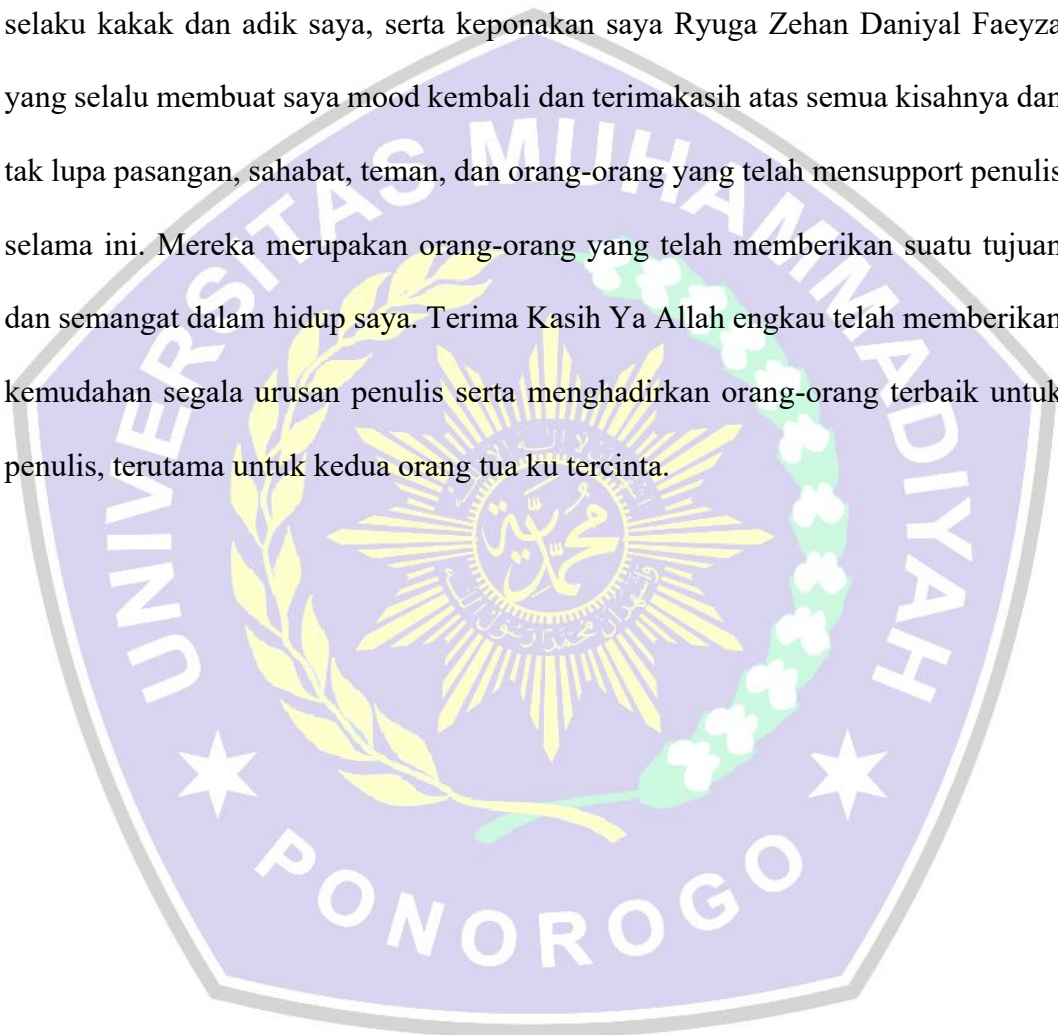 selaku kakak dan adik saya, serta keponakan saya Ryuga Zehan Daniyal Faeyza
yang selalu membuat saya mood kembali dan terimakasih atas semua kisahnya dan
tak lupa pasangan, sahabat, teman, dan orang-orang yang telah mensupport penulis
selama ini. Mereka merupakan orang-orang yang telah memberikan suatu tujuan
dan semangat dalam hidup saya. Terima Kasih Ya Allah engkau telah memberikan
kemudahan segala urusan penulis serta menghadirkan orang-orang terbaik untuk
penulis, terutama untuk kedua orang tua ku tercinta.
UNIVERSITAS MUHAMMADIYAH
محمدية
PONOROGO